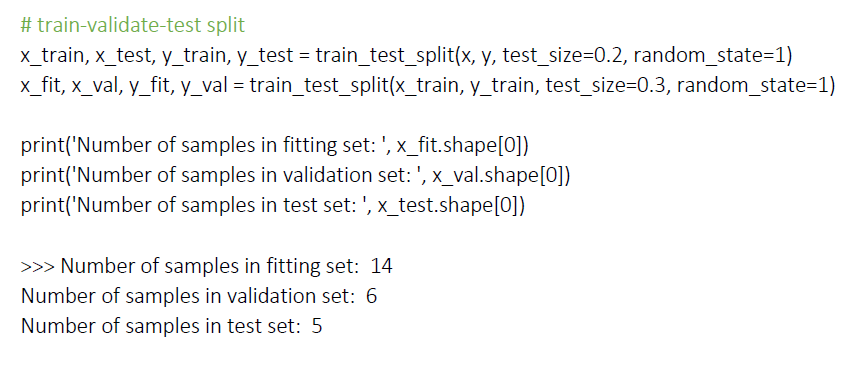 # train-validate-test split
x_train, x_test, y_train, y_test = train_test_split(x, y, test_size=0.2, random_state=1)
x_fit, x_val, y_fit, y_val = train_test_split(x_train, y_train, test_size=0.3, random_state=1)
print('Number of samples in fitting set: ', x_fit.shape[0])
print('Number of samples in validation set: ', x_val.shape[0])
print('Number of samples in test set: ', x_test.shape[0])
>>> Number of samples in fitting set:  14
Number of samples in validation set:  6
Number of samples in test set:  5